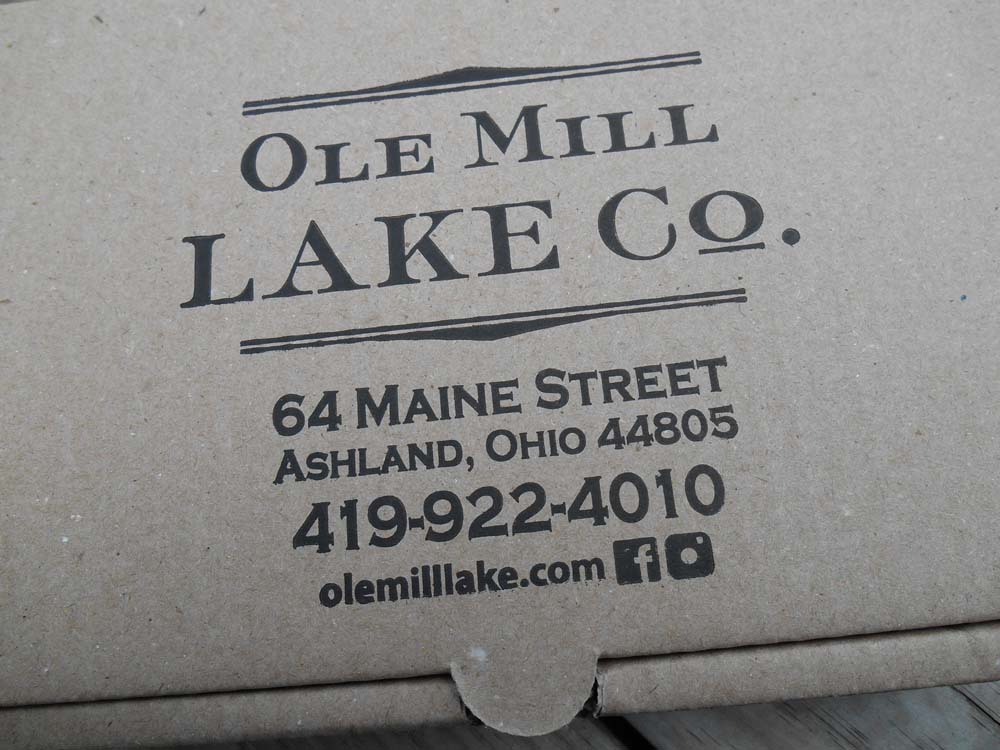 OLE MILL
LAKE CO.
64 MAINE STREET
ASHLAND, OHIO 44805
419-922-4010
olemilllake.com